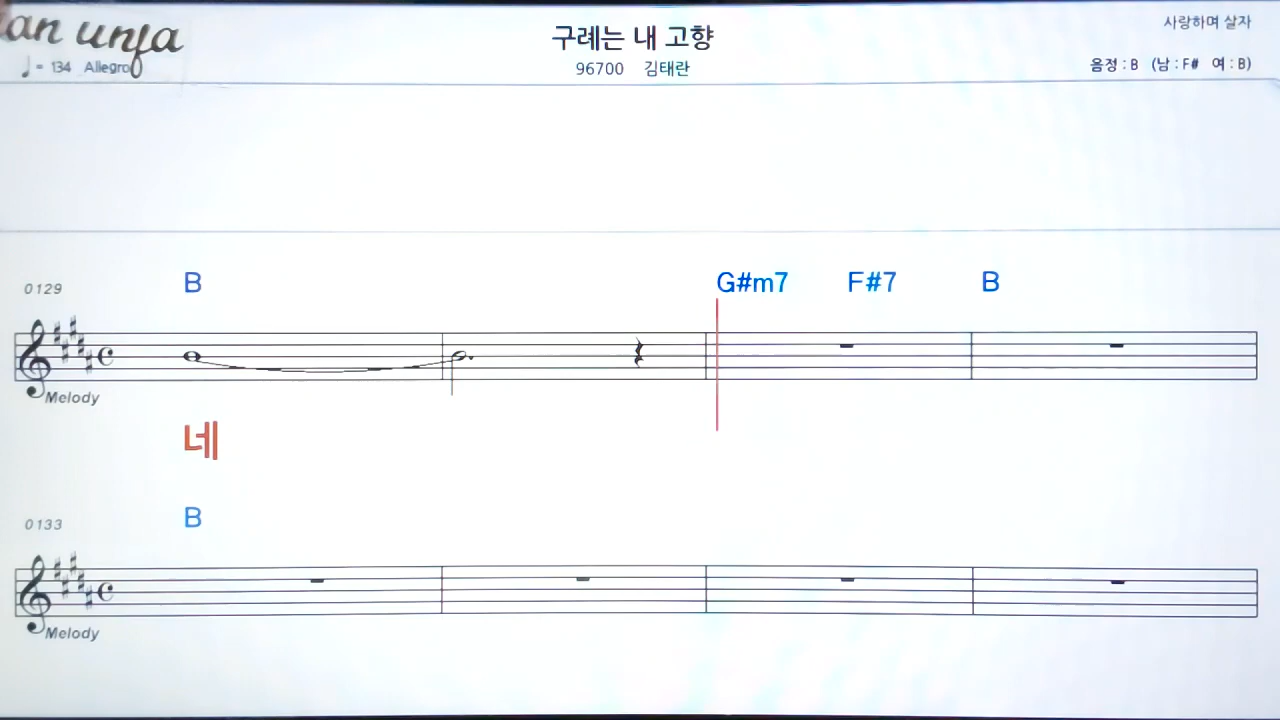 an unfa
♩ = 134 Allegro
구례는 내 고향
96700 김태란
사랑하며 살자
음정 : B (남 : F# 여 : B)
0129
B G#m7 F#7 B
Melody
네
0133
B
Melody